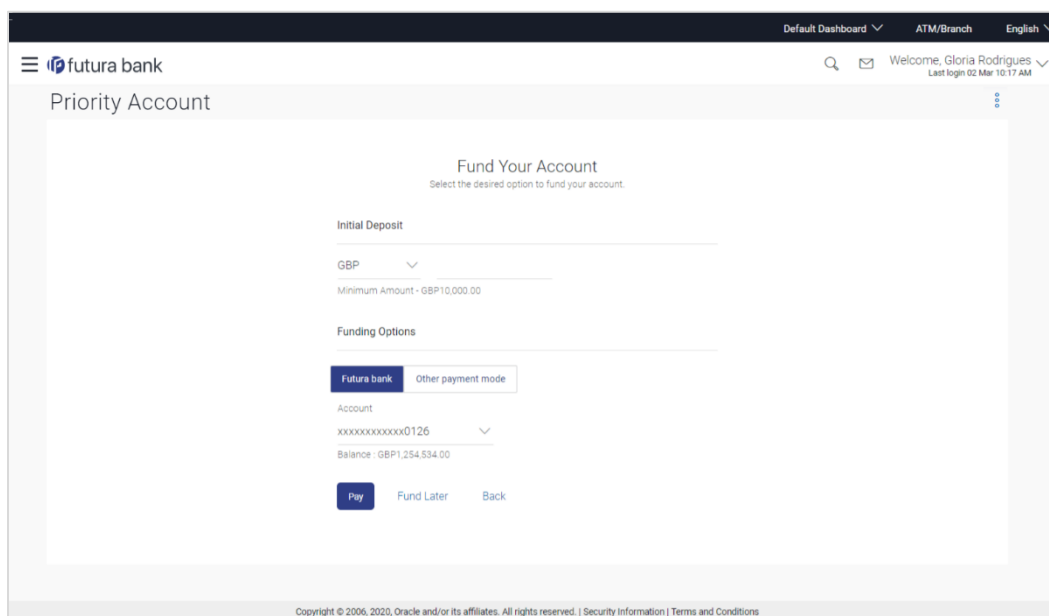 Default Dashboard ATM/Branch English
futura bank Welcome, Gloria Rodrigues
Last login 02 Mar 10:17 AM
Priority Account
Fund Your Account
Select the desired option to fund your account.
Initial Deposit
GBP
Minimum Amount - GBP10,000.00
Funding Options
Futura bank Other payment mode
Account
xxxxxxxxxxxx0126
Balance : GBP1,254,534.00
Pay Fund Later Back
Copyright © 2006, 2020, Oracle and/or its affiliates. All rights reserved. | Security Information | Terms and Conditions